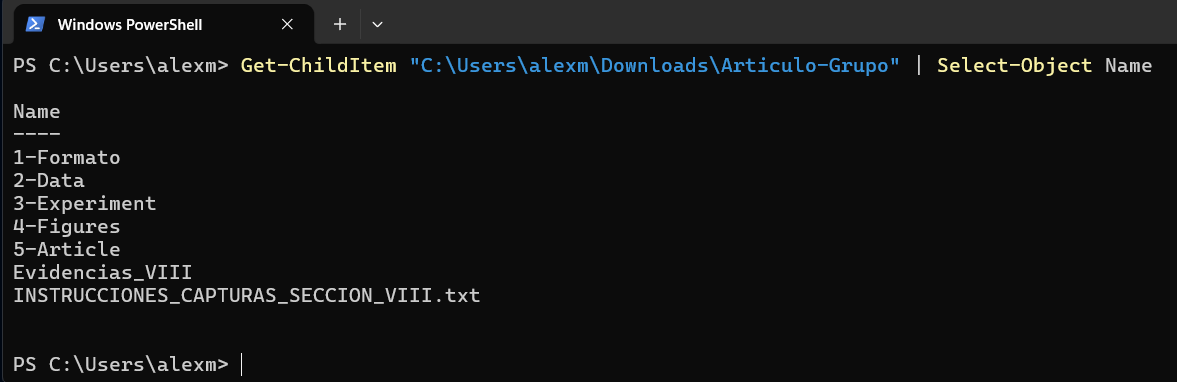 Windows PowerShell
PS C:\Users\alexm> Get-ChildItem "C:\Users\alexm\Downloads\Articulo-Grupo" | Select-Object Name
Name
----
1-Formato
2-Data
3-Experiment
4-Figures
5-Article
Evidencias_VIII
INSTRUCCIONES_CAPTURAS_SECCION_VIII.txt
PS C:\Users\alexm>